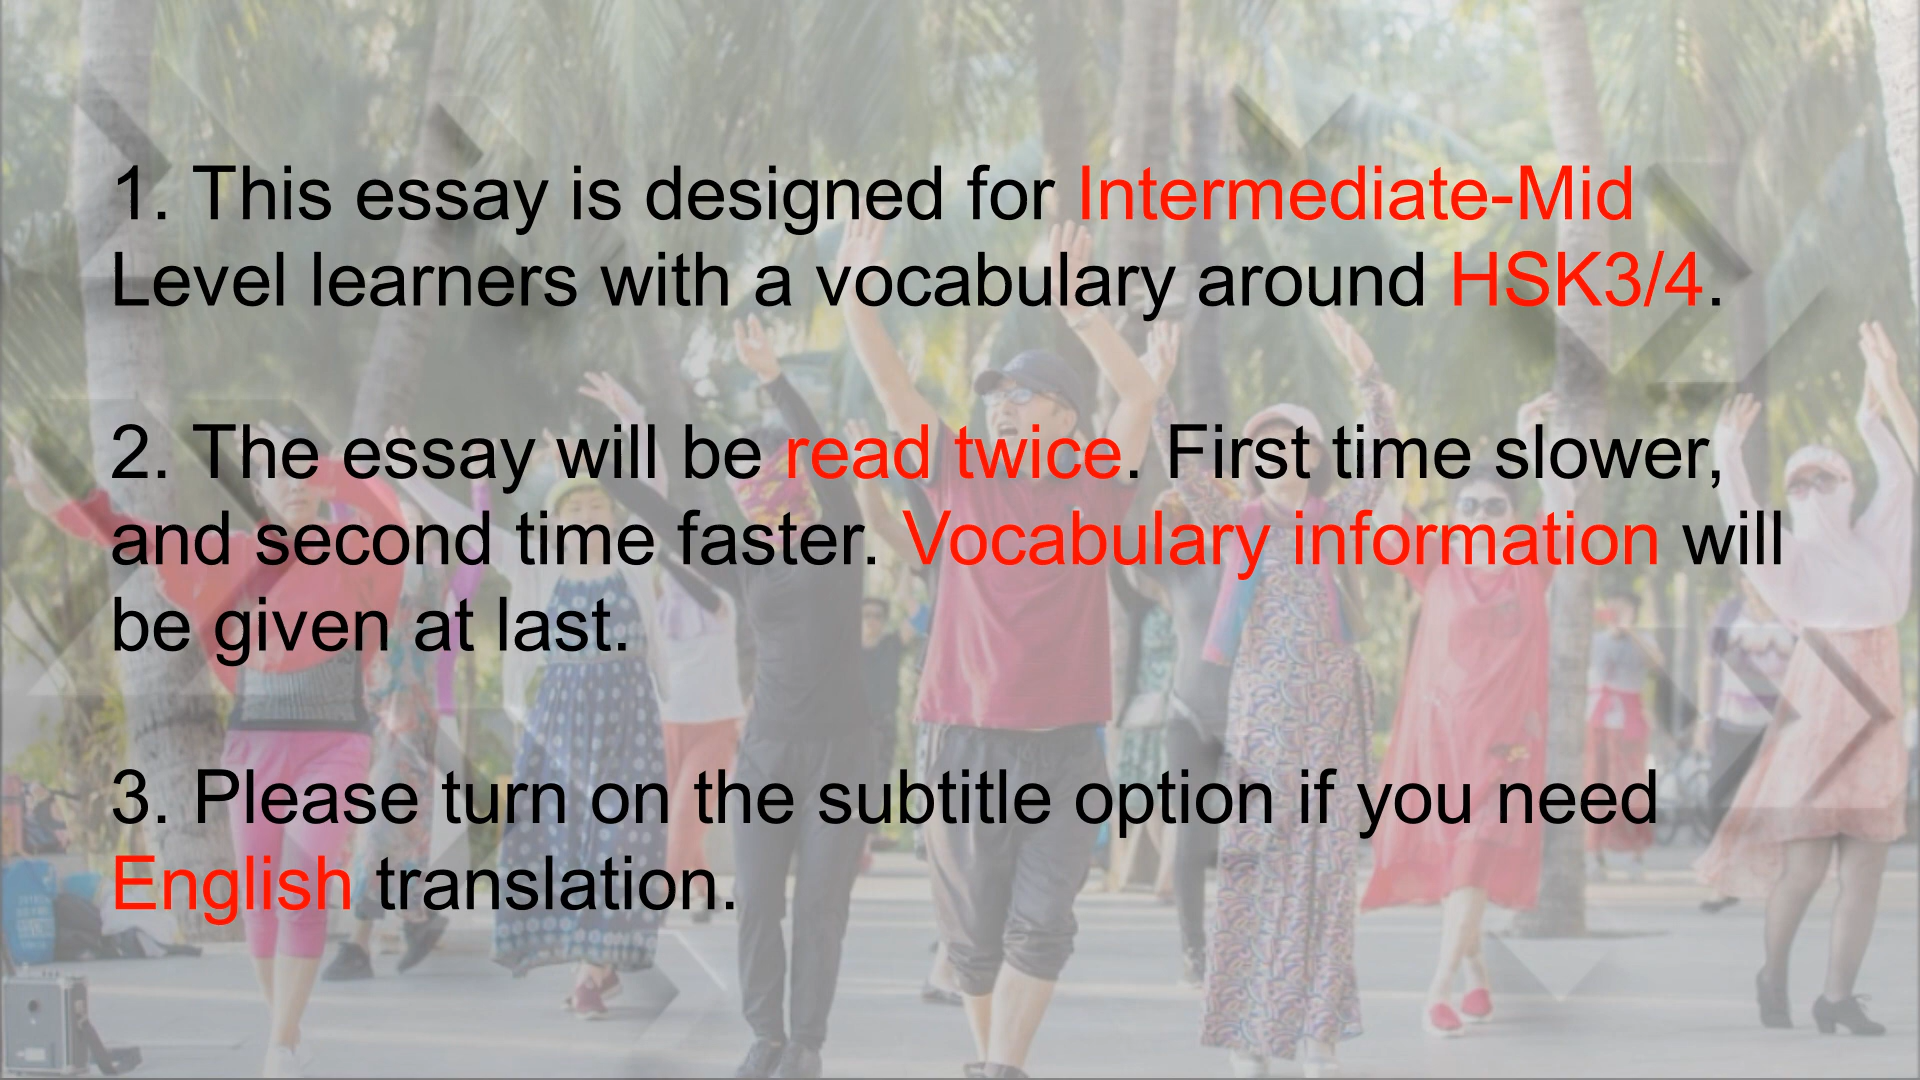 1. This essay is designed for Intermediate-Mid
Level learners with a vocabulary around HSK3/4.
2. The essay will be read twice. First time slower,
and second time faster. Vocabulary information will
be given at last.
3. Please turn on the subtitle option if you need
English translation.